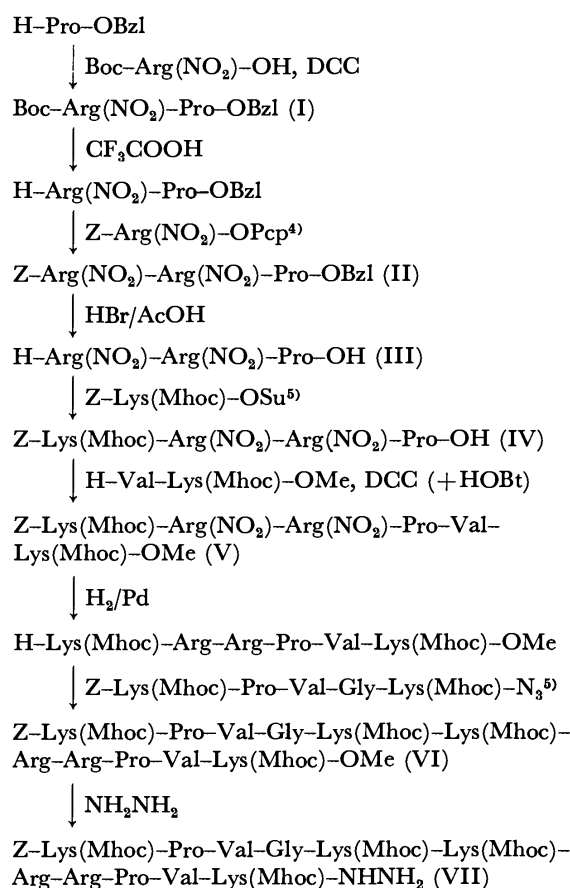 H–Pro–OBzl
Boc–Arg(NO₂)–OH, DCC
Boc–Arg(NO₂)–Pro–OBzl (I)
CF₃COOH
H–Arg(NO₂)–Pro–OBzl
Z–Arg(NO₂)–OPcp⁴⁾
Z–Arg(NO₂)–Arg(NO₂)–Pro–OBzl (II)
HBr/AcOH
H–Arg(NO₂)–Arg(NO₂)–Pro–OH (III)
Z–Lys(Mhoc)–OSu⁵⁾
Z–Lys(Mhoc)–Arg(NO₂)–Arg(NO₂)–Pro–OH (IV)
H–Val–Lys(Mhoc)–OMe, DCC (+HOBt)
Z–Lys(Mhoc)–Arg(NO₂)–Arg(NO₂)–Pro–Val–
Lys(Mhoc)–OMe (V)
H₂/Pd
H–Lys(Mhoc)–Arg–Arg–Pro–Val–Lys(Mhoc)–OMe
Z–Lys(Mhoc)–Pro–Val–Gly–Lys(Mhoc)–N₃⁵⁾
Z–Lys(Mhoc)–Pro–Val–Gly–Lys(Mhoc)–Lys(Mhoc)–
Arg–Arg–Pro–Val–Lys(Mhoc)–OMe (VI)
NH₂NH₂
Z–Lys(Mhoc)–Pro–Val–Gly–Lys(Mhoc)–Lys(Mhoc)–
Arg–Arg–Pro–Val–Lys(Mhoc)–NHNH₂ (VII)